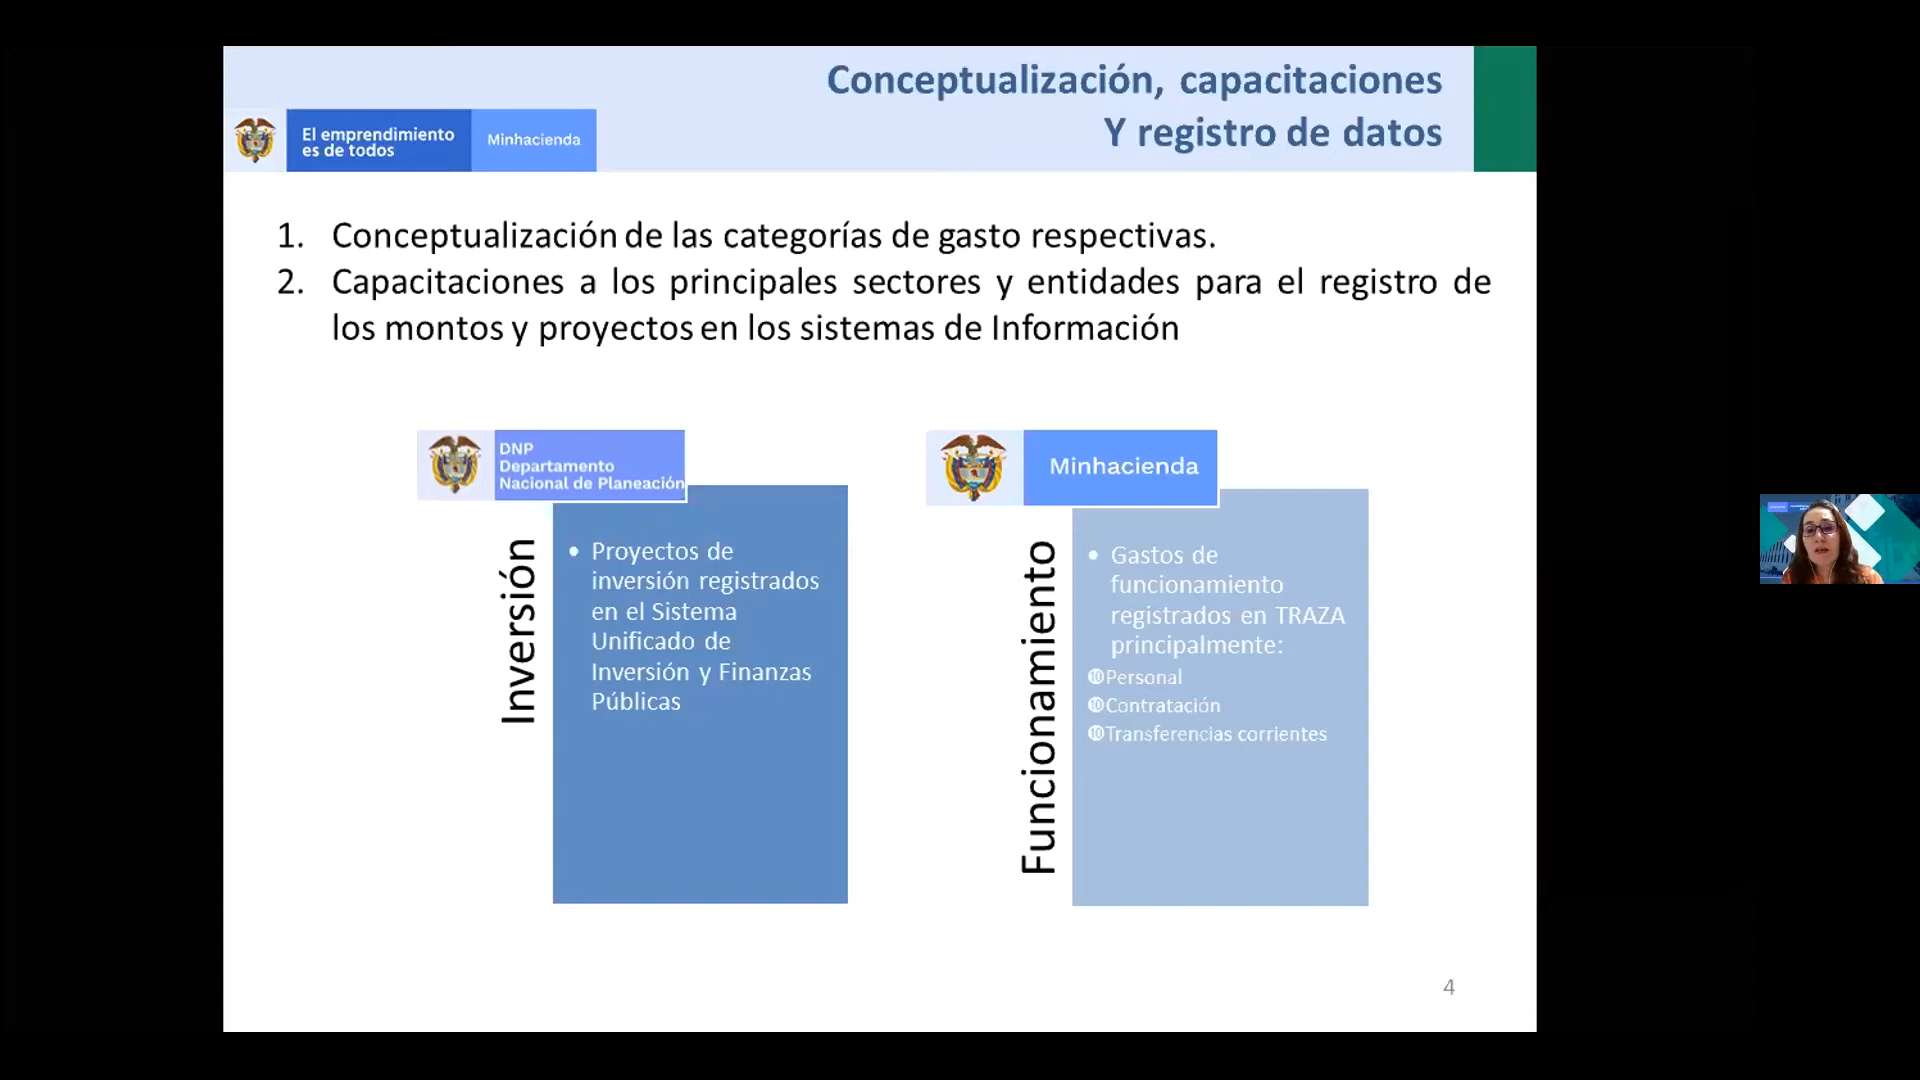 Conceptualización, capacitaciones
Y registro de datos
El emprendimiento
es de todos
Minhacienda
1. Conceptualización de las categorías de gasto respectivas.
2. Capacitaciones a los principales sectores y entidades para el registro de
los montos y proyectos en los sistemas de Información
DNP
Departamento
Nacional de Planeación
Inversión
• Proyectos de
inversión registrados
en el Sistema
Unificado de
Inversión y Finanzas
Públicas
Minhacienda
Funcionamiento
• Gastos de
funcionamiento
registrados en TRAZA
principalmente:
⓾Personal
⓾Contratación
⓾Transferencias corrientes
4